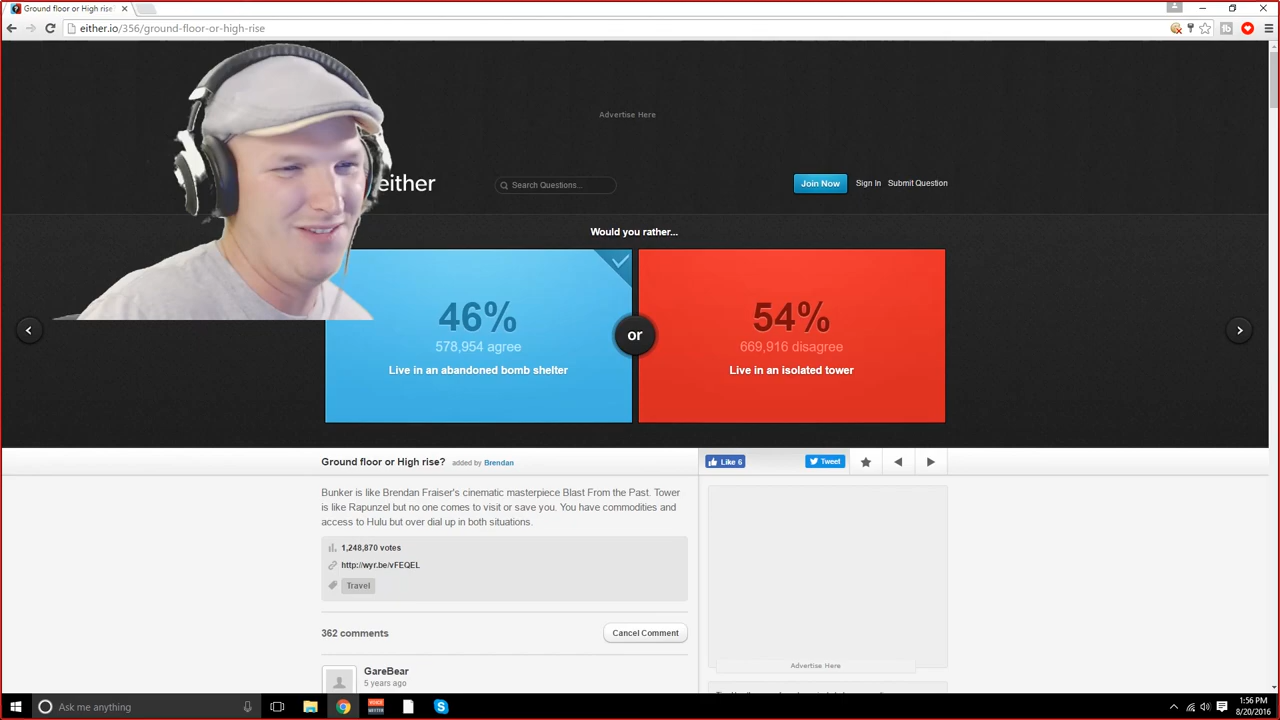 Ground floor or High rise?
either.io/356/ground-floor-or-high-rise
Advertise Here
either
Search Questions...
Join Now
Sign In
Submit Question
Would you rather...
46%
578,954 agree
Live in an abandoned bomb shelter
or
54%
669,916 disagree
Live in an isolated tower
Ground floor or High rise? added by Brendan
Like 6
Tweet
Bunker is like Brendan Fraiser's cinematic masterpiece Blast From the Past. Tower
is like Rapunzel but no one comes to visit or save you. You have commodities and
access to Hulu but over dial up in both situations.
1,248,870 votes
http://wyr.be/vFEQEL
Travel
362 comments
Cancel Comment
GareBear
5 years ago
Advertise Here
Ask me anything
1:56 PM
8/20/2016